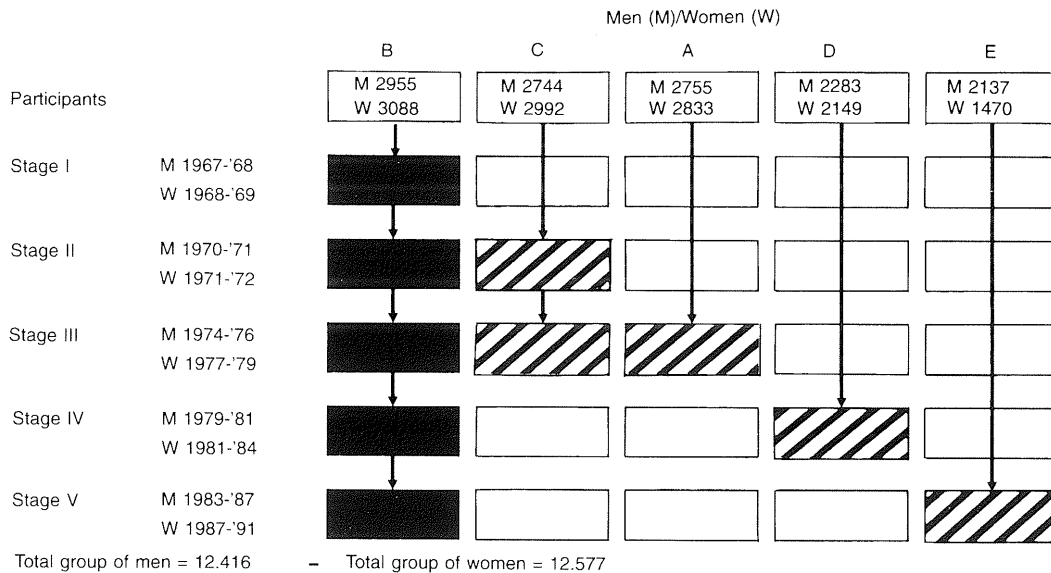 Men (M)/Women (W)
B C A D E
Participants
M 2955 M 2744 M 2755 M 2283 M 2137
W 3088 W 2992 W 2833 W 2149 W 1470
Stage I M 1967-'68
W 1968-'69
Stage II M 1970-'71
W 1971-'72
Stage III M 1974-'76
W 1977-'79
Stage IV M 1979-'81
W 1981-'84
Stage V M 1983-'87
W 1987-'91
Total group of men = 12.416 – Total group of women = 12.577